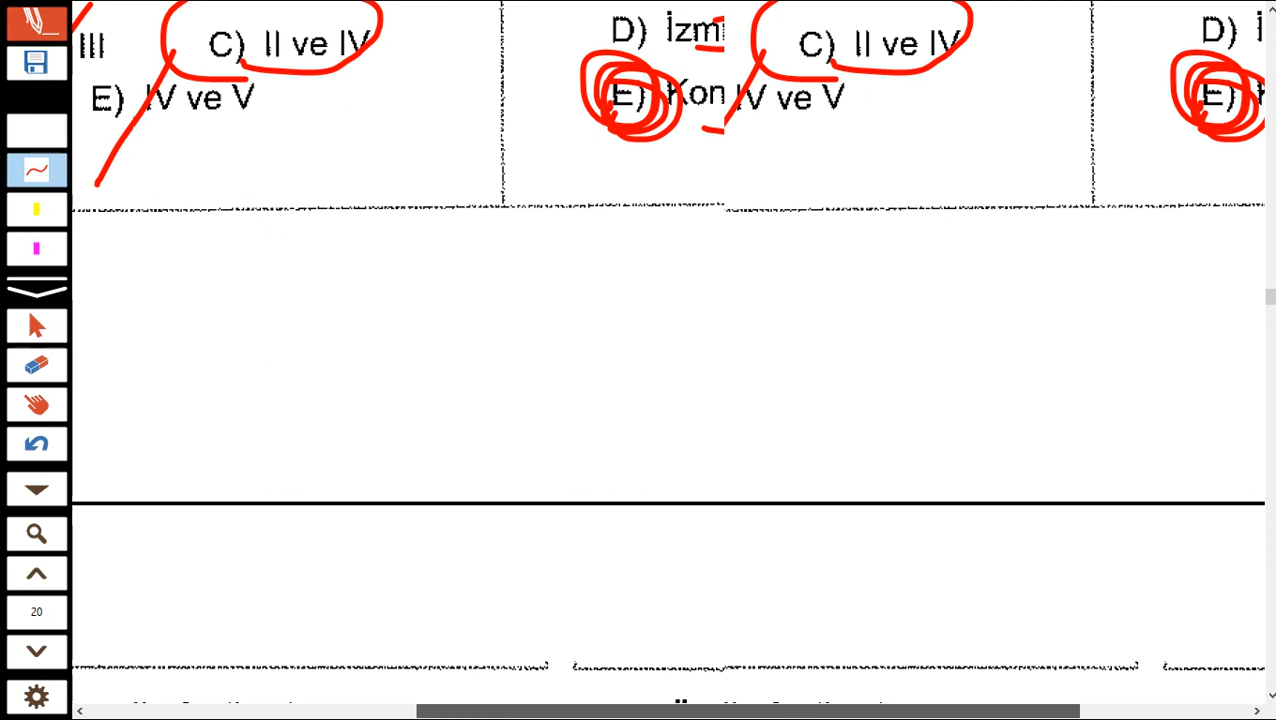 III
C) II ve IV
E) IV ve V
D) İzm
E) Kon
C) II ve IV
IV ve V
D) İ
E)
20